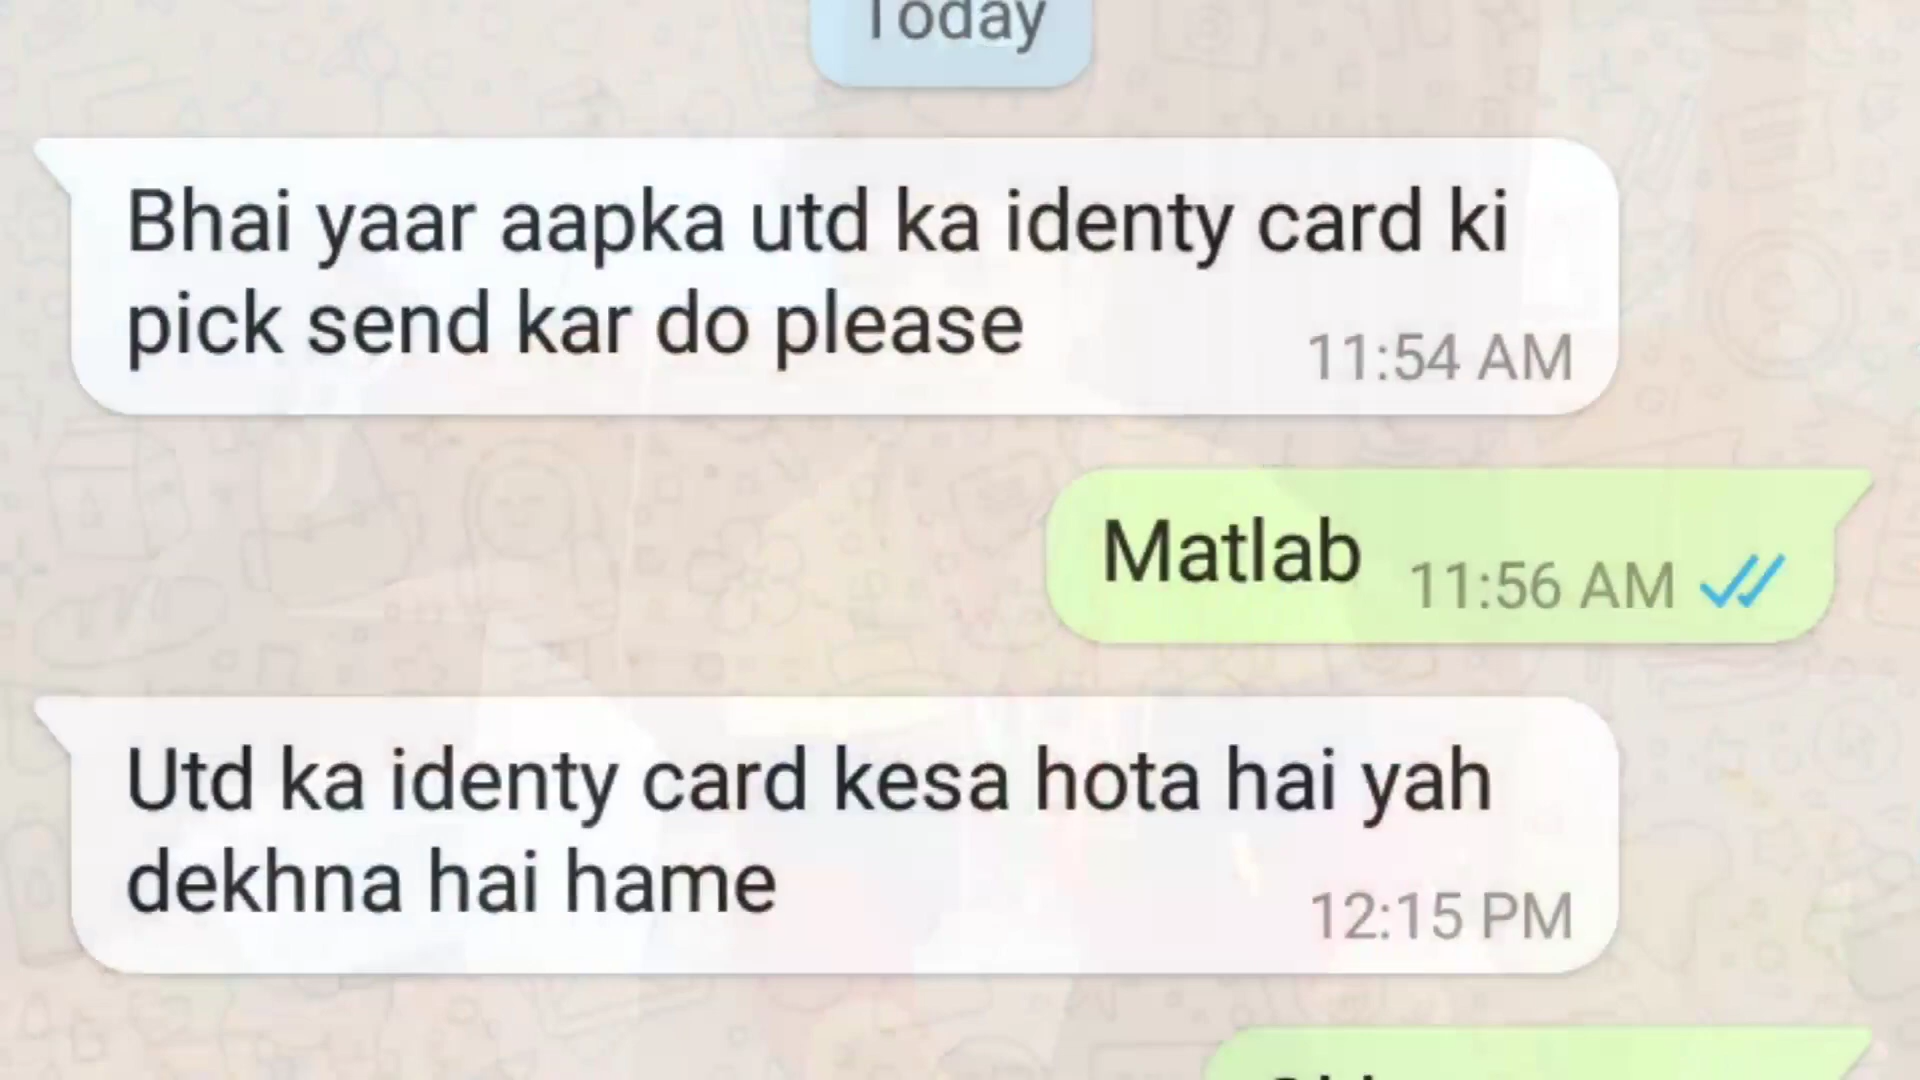 Today
Bhai yaar aapka utd ka identy card ki
pick send kar do please
11:54 AM
Matlab 11:56 AM
Utd ka identy card kesa hota hai yah
dekhna hai hame
12:15 PM